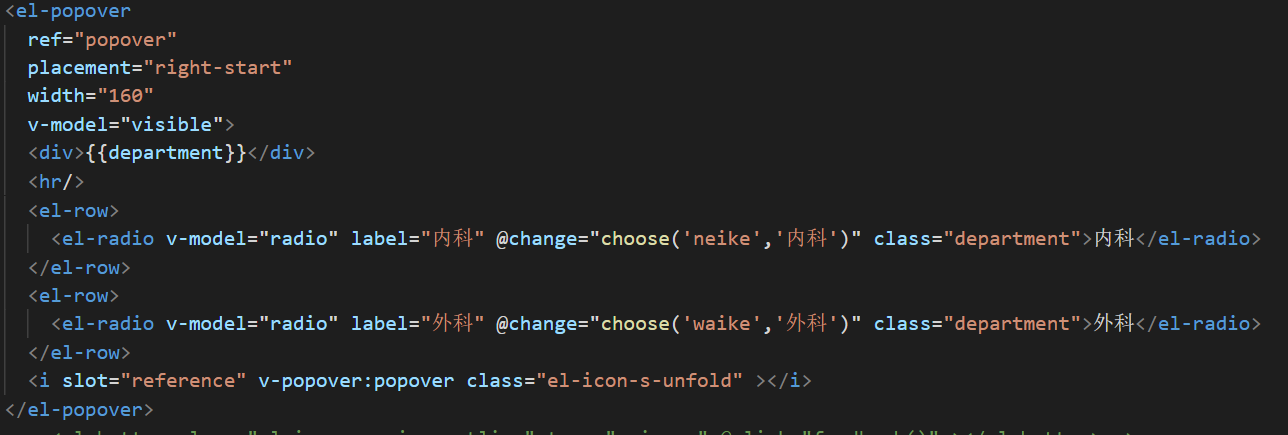 <el-popover
ref="popover"
placement="right-start"
width="160"
v-model="visible">
<div>{{department}}</div>
<hr/>
<el-row>
<el-radio v-model="radio" label="内科" @change="choose('neike','内科')" class="department">内科</el-radio>
</el-row>
<el-row>
<el-radio v-model="radio" label="外科" @change="choose('waike','外科')" class="department">外科</el-radio>
</el-row>
<i slot="reference" v-popover:popover class="el-icon-s-unfold" ></i>
</el-popover>